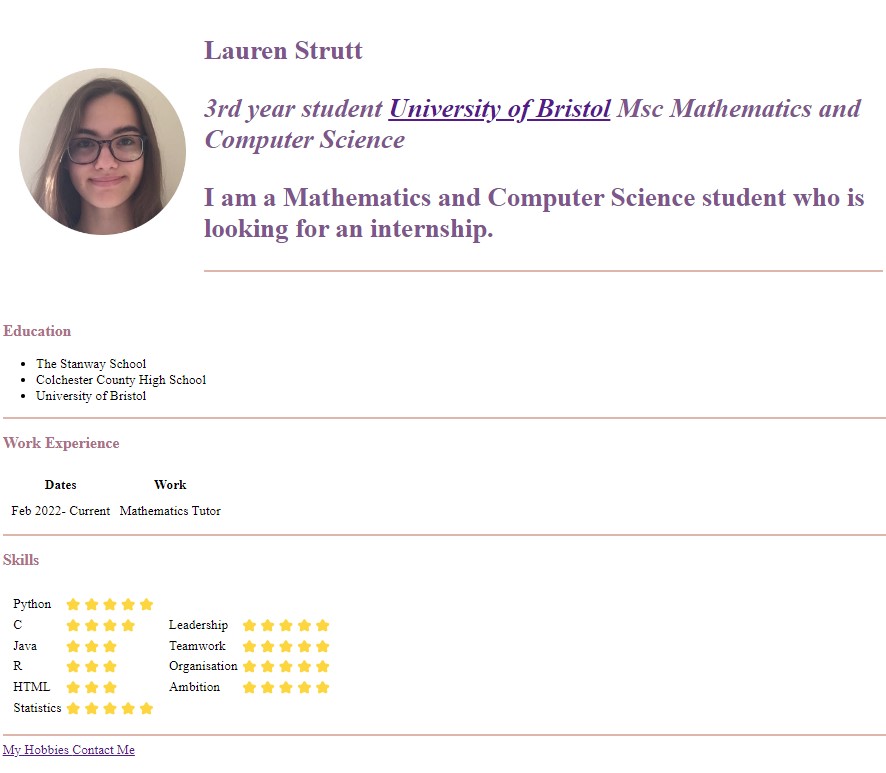 Lauren Strutt
3rd year student University of Bristol Msc Mathematics and
Computer Science
I am a Mathematics and Computer Science student who is
looking for an internship.
Education
The Stanway School
Colchester County High School
University of Bristol
Work Experience
Dates Work
Feb 2022- Current Mathematics Tutor
Skills
Python
C Leadership
Java Teamwork
R Organisation
HTML Ambition
Statistics
My Hobbies Contact Me